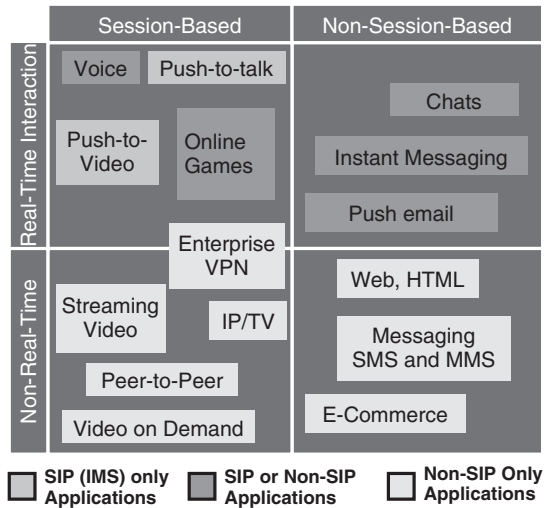 Session-Based
Non-Session-Based
Real-Time Interaction
Voice
Push-to-talk
Push-to-
Video
Online
Games
Chats
Instant Messaging
Push email
Enterprise
VPN
Non-Real-Time
Streaming
Video
IP/TV
Peer-to-Peer
Video on Demand
Web, HTML
Messaging
SMS and MMS
E-Commerce
SIP (IMS) only
Applications
SIP or Non-SIP
Applications
Non-SIP Only
Applications